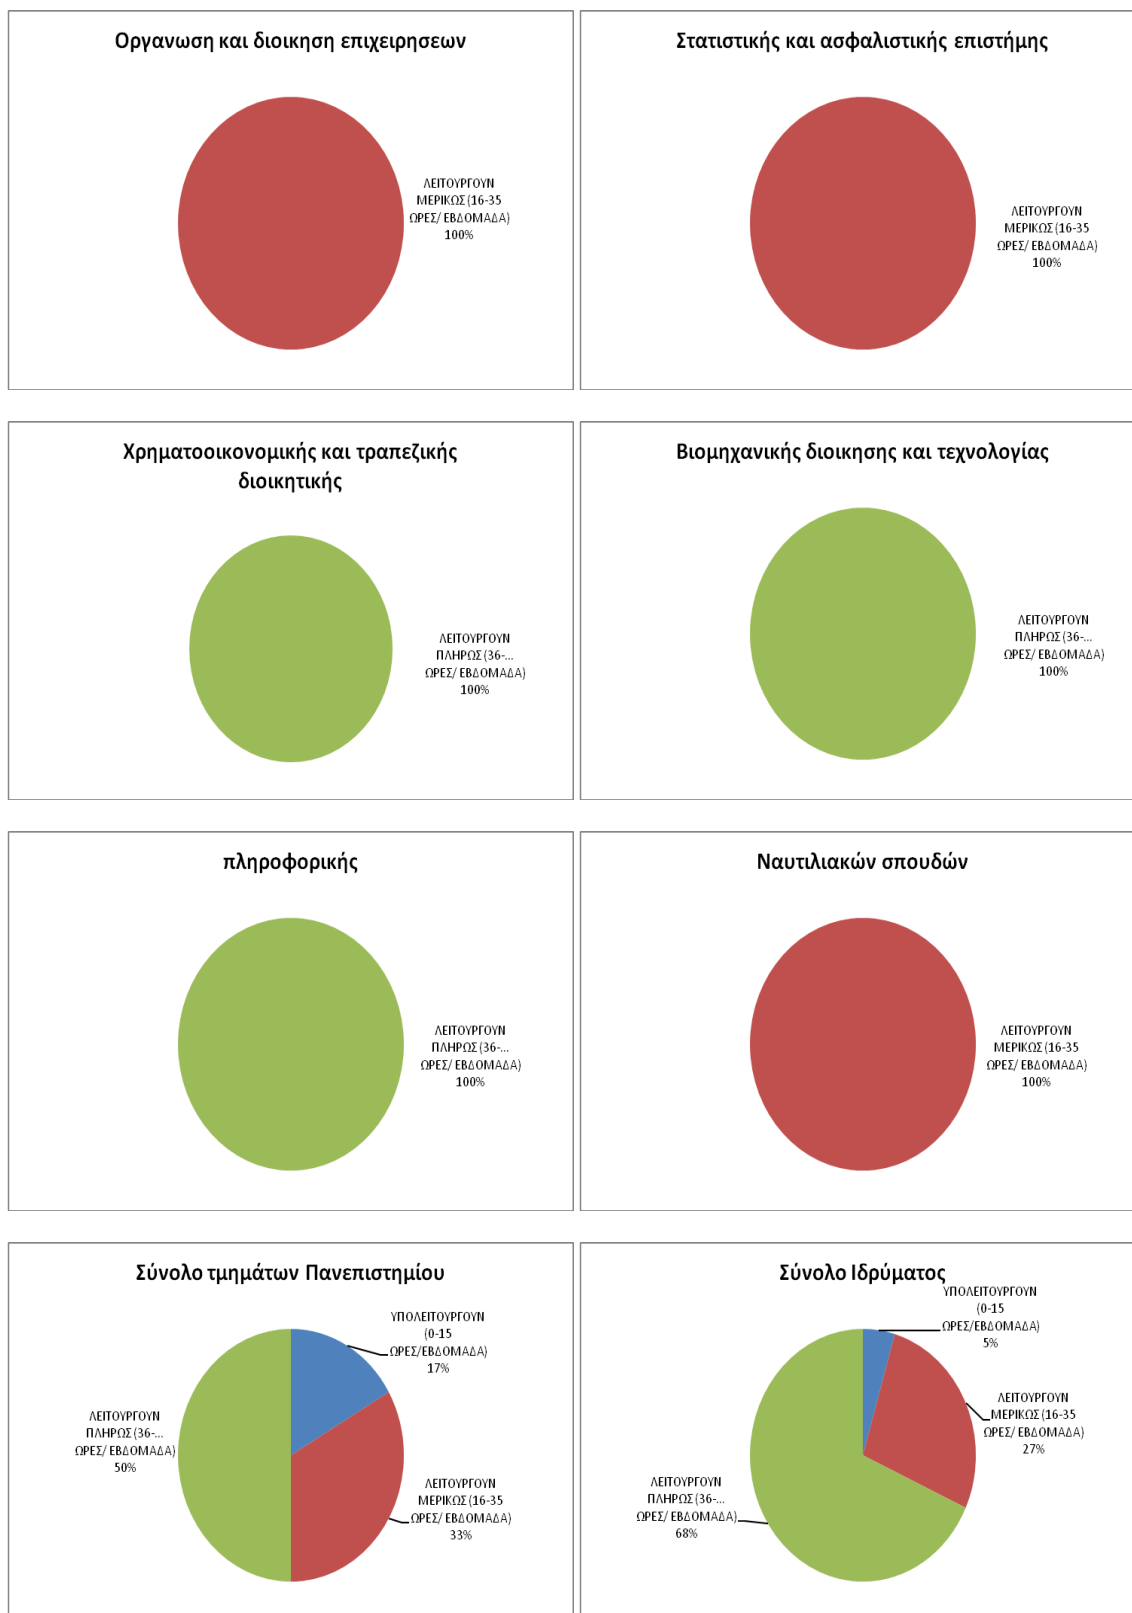 Οργανωση και διοικηση επιχειρησεων
ΛΕΙΤΟΥΡΓΟΥΝ
ΜΕΡΙΚΩΣ (16-35
ΩΡΕΣ/ ΕΒΔΟΜΑΔΑ)
100%
Στατιστικής και ασφαλιστικής επιστήμης
ΛΕΙΤΟΥΡΓΟΥΝ
ΜΕΡΙΚΩΣ (16-35
ΩΡΕΣ/ ΕΒΔΟΜΑΔΑ)
100%
Χρηματοοικονομικής και τραπεζικής
διοικητικής
ΛΕΙΤΟΥΡΓΟΥΝ
ΠΛΗΡΩΣ (36-...
ΩΡΕΣ/ ΕΒΔΟΜΑΔΑ)
100%
Βιομηχανικής διοικησης και τεχνολογίας
ΛΕΙΤΟΥΡΓΟΥΝ
ΠΛΗΡΩΣ (36-...
ΩΡΕΣ/ ΕΒΔΟΜΑΔΑ)
100%
πληροφορικής
ΛΕΙΤΟΥΡΓΟΥΝ
ΠΛΗΡΩΣ (36-...
ΩΡΕΣ/ ΕΒΔΟΜΑΔΑ)
100%
Ναυτιλιακών σπουδών
ΛΕΙΤΟΥΡΓΟΥΝ
ΜΕΡΙΚΩΣ (16-35
ΩΡΕΣ/ ΕΒΔΟΜΑΔΑ)
100%
Σύνολο τμημάτων Πανεπιστημίου
ΥΠΟΛΕΙΤΟΥΡΓΟΥΝ
(0-15
ΩΡΕΣ/ΕΒΔΟΜΑΔΑ)
17%
ΛΕΙΤΟΥΡΓΟΥΝ
ΠΛΗΡΩΣ (36-...
ΩΡΕΣ/ ΕΒΔΟΜΑΔΑ)
50%
ΛΕΙΤΟΥΡΓΟΥΝ
ΜΕΡΙΚΩΣ (16-35
ΩΡΕΣ/ ΕΒΔΟΜΑΔΑ)
33%
Σύνολο Ιδρύματος
ΥΠΟΛΕΙΤΟΥΡΓΟΥΝ
(0-15
ΩΡΕΣ/ΕΒΔΟΜΑΔΑ)
5%
ΛΕΙΤΟΥΡΓΟΥΝ
ΜΕΡΙΚΩΣ (16-35
ΩΡΕΣ/ ΕΒΔΟΜΑΔΑ)
27%
ΛΕΙΤΟΥΡΓΟΥΝ
ΠΛΗΡΩΣ (36-...
ΩΡΕΣ/ ΕΒΔΟΜΑΔΑ)
68%